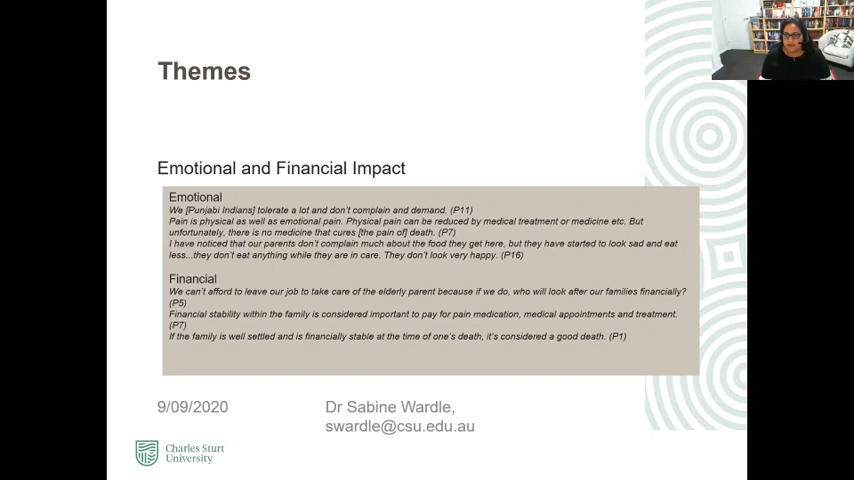 Themes
Emotional and Financial Impact
Emotional
We [Punjabi Indians] tolerate a lot and don't complain and demand. (P11)
Pain is physical as well as emotional pain. Physical pain can be reduced by medical treatment or medicine etc. But
unfortunately, there is no medicine that cures [the pain of] death. (P7)
I have noticed that our parents don't complain much about the food they get here, but they have started to look sad and eat
less...they don't eat anything while they are in care. They don't look very happy. (P16)
Financial
We can't afford to leave our job to take care of the elderly parent because if we do, who will look after our families financially?
(P5)
Financial stability within the family is considered important to pay for pain medication, medical appointments and treatment.
(P7)
If the family is well settled and is financially stable at the time of one's death, it's considered a good death. (P1)
9/09/2020
Dr Sabine Wardle,
swardle@csu.edu.au
Charles Sturt
University